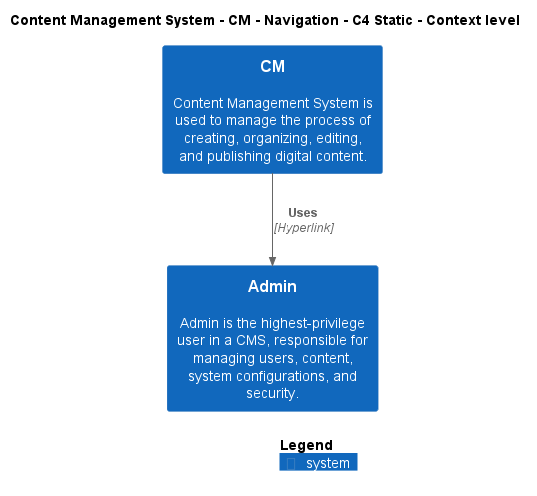 Content Management System - CM - Navigation - C4 Static - Context level
CM
Content Management System is
used to manage the process of
creating, organizing, editing,
and publishing digital content.
Uses
[Hyperlink]
Admin
Admin is the highest-privilege
user in a CMS, responsible for
managing users, content,
system configurations, and
security.
Legend
system